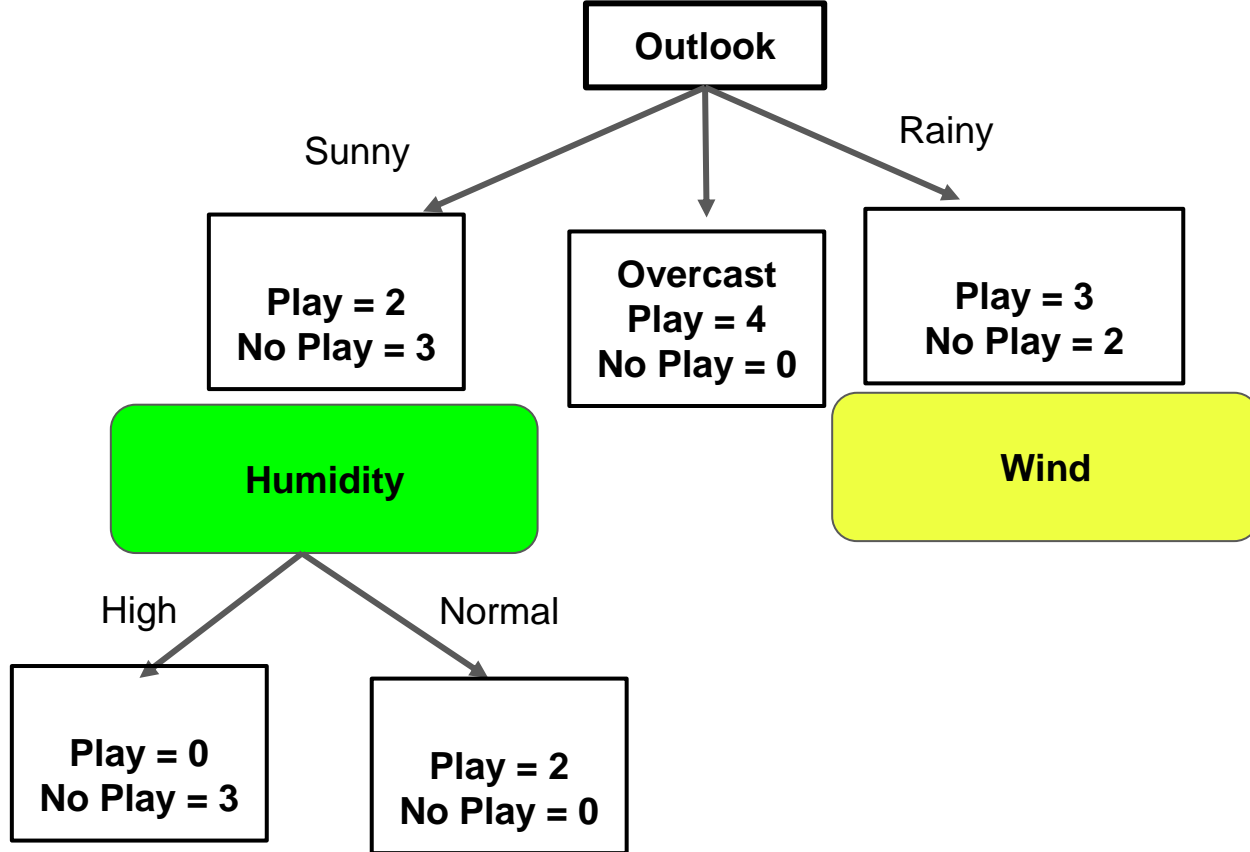 Outlook
Sunny
Rainy
Play = 2
No Play = 3
Overcast
Play = 4
No Play = 0
Play = 3
No Play = 2
Humidity
Wind
High
Normal
Play = 0
No Play = 3
Play = 2
No Play = 0